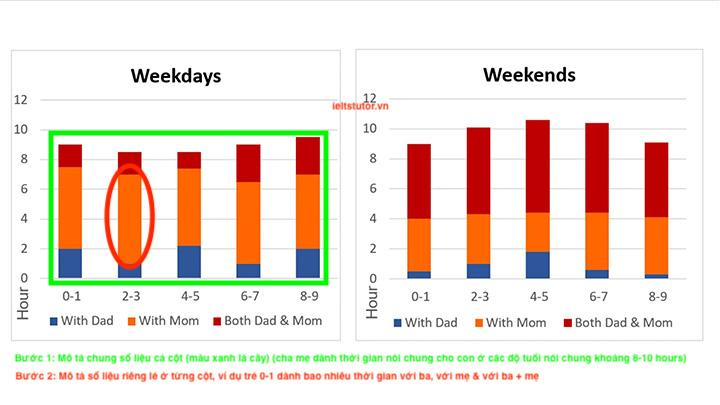 Weekdays
Weekends
ieltstutor.vn
12
10
8
6
4
2
0
Hour
0-1
2-3
4-5
6-7
8-9
With Dad
With Mom
Both Dad & Mom
12
10
8
6
4
2
0
Hour
0-1
2-3
4-5
6-7
8-9
With Dad
With Mom
Both Dad & Mom
Bước 1: Mô tả chung số liệu cả cột (màu xanh lá cây) (cha mẹ dành thời gian nói chung cho con ở các độ tuổi nói chung khoảng 8-10 hours)
Bước 2: Mô tả số liệu riêng lẻ ở từng cột, ví dụ trẻ 0-1 dành bao nhiêu thời gian với ba, với mẹ & với ba + mẹ